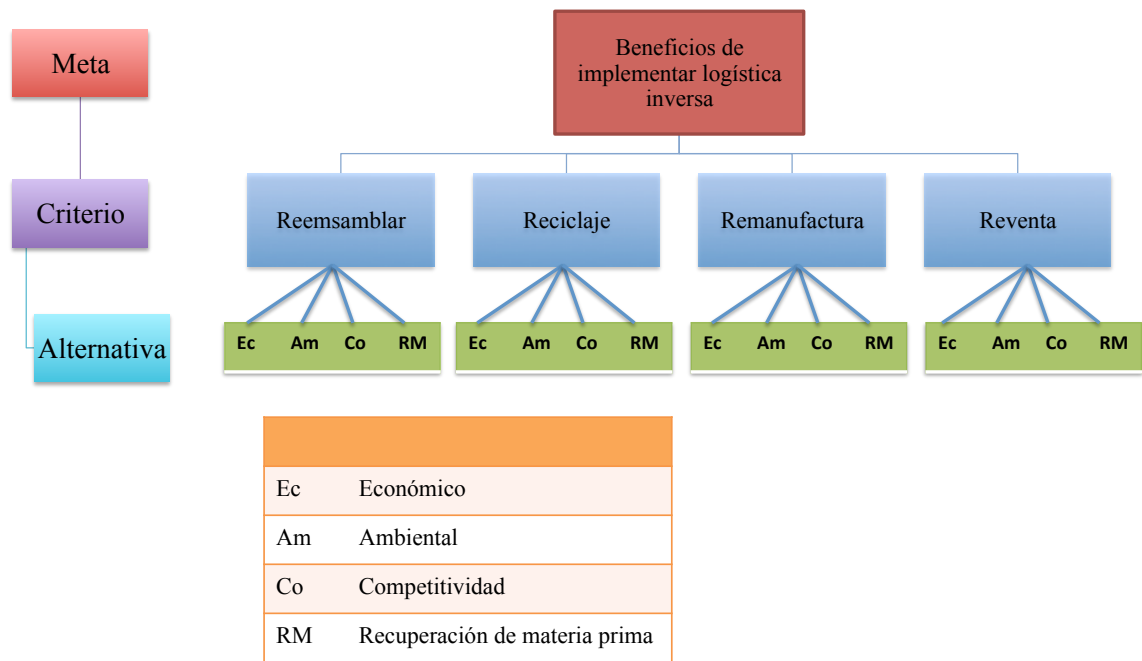 Meta
Beneficios de
implementar logística
inversa
Criterio
Reemsamblar
Reciclaje
Remanufactura
Reventa
Alternativa
Ec Am Co RM
Ec Am Co RM
Ec Am Co RM
Ec Am Co RM
Ec Económico
Am Ambiental
Co Competitividad
RM Recuperación de materia prima